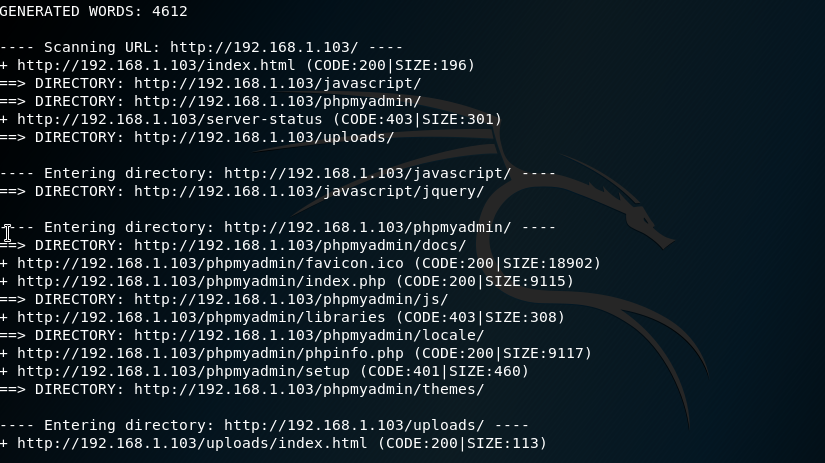 GENERATED WORDS: 4612
---- Scanning URL: http://192.168.1.103/ ----
+ http://192.168.1.103/index.html (CODE:200|SIZE:196)
==> DIRECTORY: http://192.168.1.103/javascript/
==> DIRECTORY: http://192.168.1.103/phpmyadmin/
+ http://192.168.1.103/server-status (CODE:403|SIZE:301)
==> DIRECTORY: http://192.168.1.103/uploads/
---- Entering directory: http://192.168.1.103/javascript/ ----
==> DIRECTORY: http://192.168.1.103/javascript/jquery/
---- Entering directory: http://192.168.1.103/phpmyadmin/ ----
==> DIRECTORY: http://192.168.1.103/phpmyadmin/docs/
+ http://192.168.1.103/phpmyadmin/favicon.ico (CODE:200|SIZE:18902)
+ http://192.168.1.103/phpmyadmin/index.php (CODE:200|SIZE:9115)
==> DIRECTORY: http://192.168.1.103/phpmyadmin/js/
+ http://192.168.1.103/phpmyadmin/libraries (CODE:403|SIZE:308)
==> DIRECTORY: http://192.168.1.103/phpmyadmin/locale/
+ http://192.168.1.103/phpmyadmin/phpinfo.php (CODE:200|SIZE:9117)
+ http://192.168.1.103/phpmyadmin/setup (CODE:401|SIZE:460)
==> DIRECTORY: http://192.168.1.103/phpmyadmin/themes/
---- Entering directory: http://192.168.1.103/uploads/ ----
+ http://192.168.1.103/uploads/index.html (CODE:200|SIZE:113)